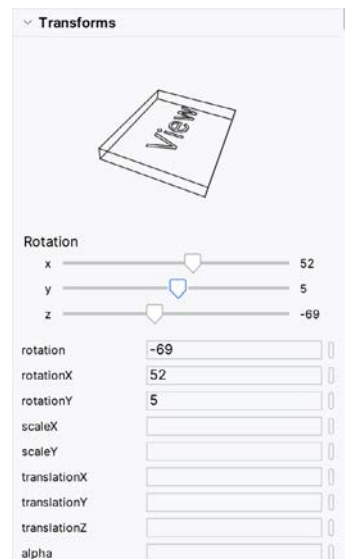 Transforms
View
Rotation
x 52
y 5
z -69
rotation -69
rotationX 52
rotationY 5
scaleX
scaleY
translationX
translationY
translationZ
alpha